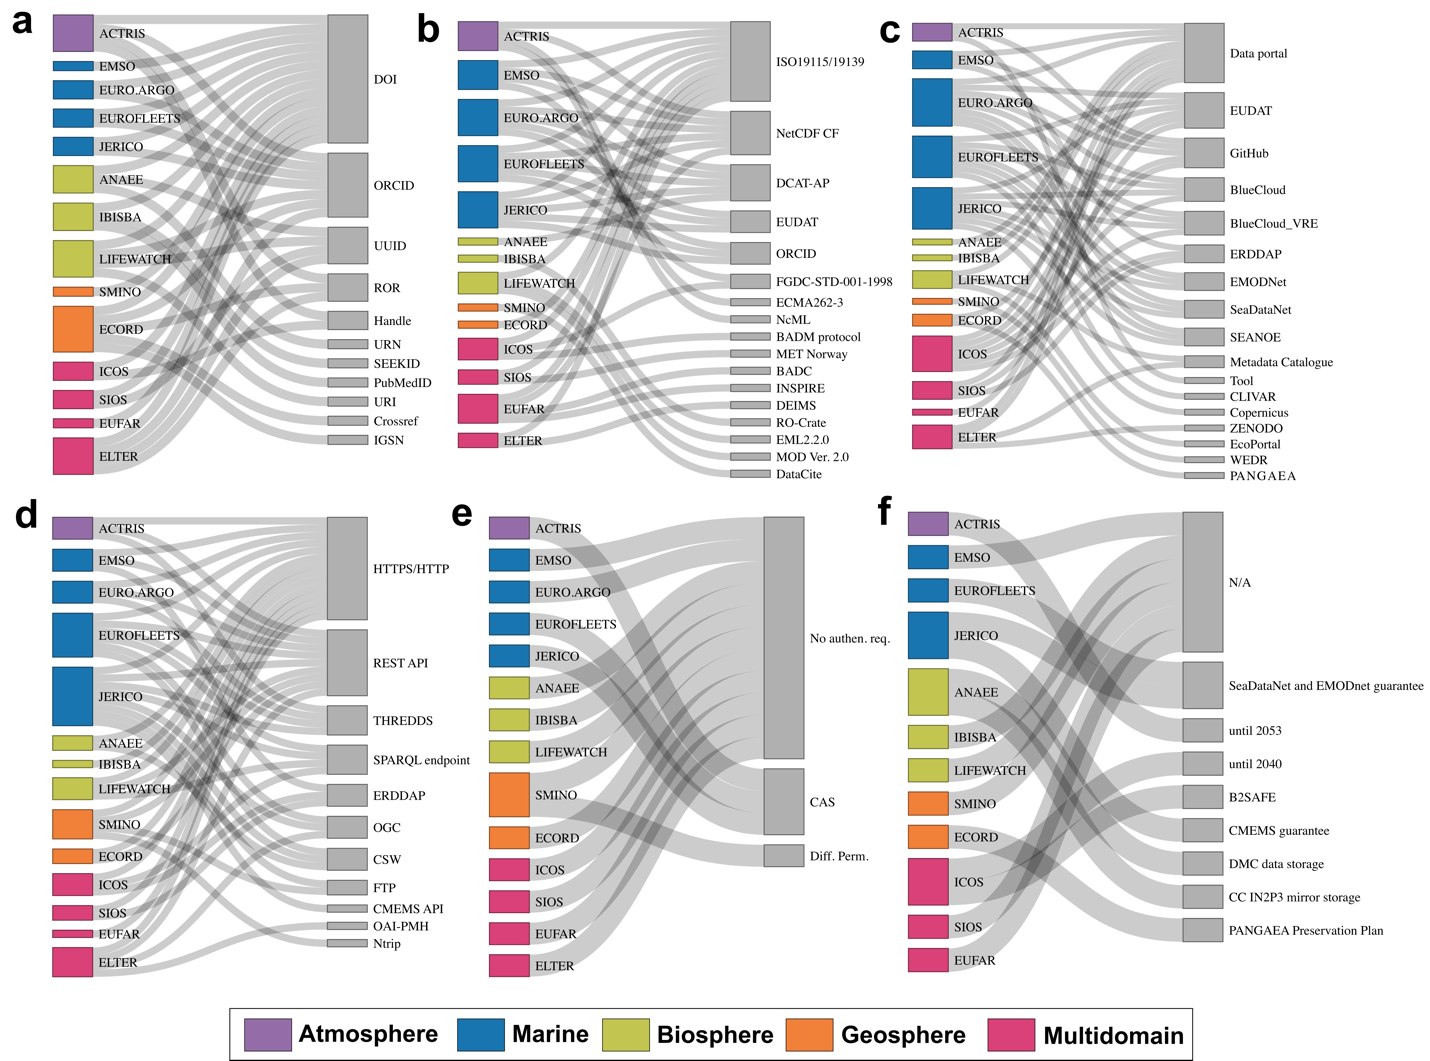 a
ACTRIS
EMSO
EURO.ARGO
EUROFLEETS
JERICO
ANAEE
IBISBA
LIFEWATCH
SMINO
ECORD
ICOS
SIOS
EUFAR
ELTER
DOI
ORCID
UUID
ROR
Handle
URN
SEEKID
PubMedID
URI
Crossref
IGSN
b
ACTRIS
EMSO
EURO.ARGO
EUROFLEETS
JERICO
ANAEE
IBISBA
LIFEWATCH
SMINO
ECORD
ICOS
SIOS
EUFAR
ELTER
ISO19115/19139
NetCDF CF
DCAT-AP
EUDAT
ORCID
FGDC-STD-001-1998
ECMA262-3
NcML
BADM protocol
MET Norway
BADC
INSPIRE
DEIMS
RO-Crate
EML2.2.0
MOD Ver. 2.0
DataCite
c
ACTRIS
EMSO
EURO.ARGO
EUROFLEETS
JERICO
ANAEE
IBISBA
LIFEWATCH
SMINO
ECORD
ICOS
SIOS
EUFAR
ELTER
Data portal
EUDAT
GitHub
BlueCloud
BlueCloud_VRE
ERDDAP
EMODNet
SeaDataNet
SEANOE
Metadata Catalogue
Tool
CLIVAR
Copernicus
ZENODO
EcoPortal
WEDR
PANGAEA
d
ACTRIS
EMSO
EURO.ARGO
EUROFLEETS
JERICO
ANAEE
IBISBA
LIFEWATCH
SMINO
ECORD
ICOS
SIOS
EUFAR
ELTER
HTTPS/HTTP
REST API
THREDDS
SPARQL endpoint
ERDDAP
OGC
CSW
FTP
CMEMS API
OAI-PMH
Ntrip
e
ACTRIS
EMSO
EURO.ARGO
EUROFLEETS
JERICO
ANAEE
IBISBA
LIFEWATCH
SMINO
ECORD
ICOS
SIOS
EUFAR
ELTER
No authen. req.
CAS
Diff. Perm.
f
ACTRIS
EMSO
EUROFLEETS
JERICO
ANAEE
IBISBA
LIFEWATCH
SMINO
ECORD
ICOS
SIOS
EUFAR
N/A
SeaDataNet and EMODnet guarantee
until 2053
until 2040
B2SAFE
CMEMS guarantee
DMC data storage
CC IN2P3 mirror storage
PANGAEA Preservation Plan
Atmosphere Marine Biosphere Geosphere Multidomain